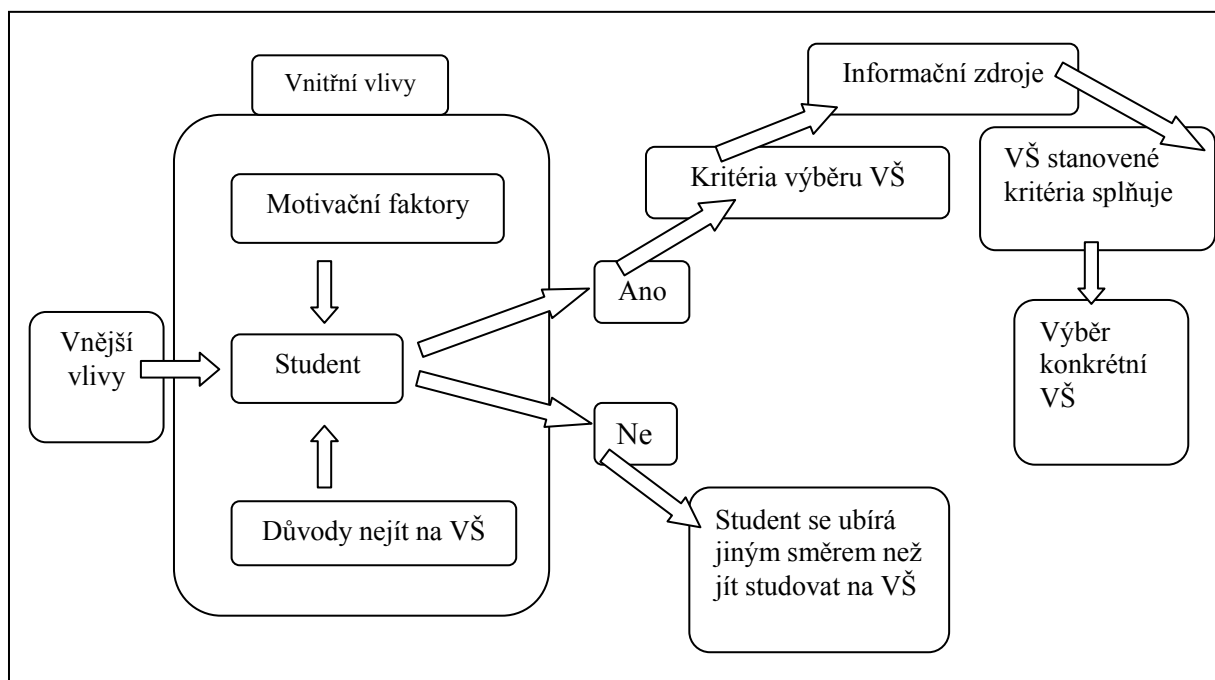 Vnitřní vlivy
Motivační faktory
Vnější
vlivy
Student
Důvody nejít na VŠ
Ano
Ne
Kritéria výběru VŠ
Informační zdroje
VŠ stanovené
kritéria splňuje
Výběr
konkrétní
VŠ
Student se ubírá
jiným směrem než
jít studovat na VŠ